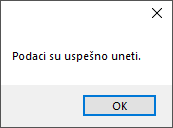 Podaci su uspešno uneti.
OK